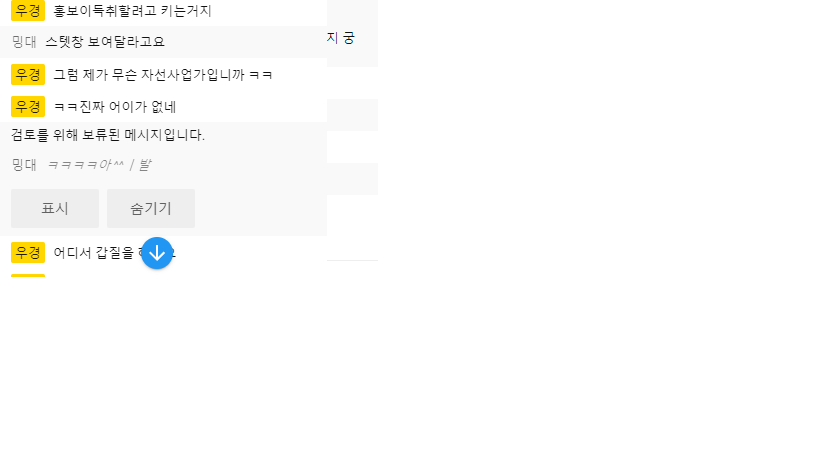 우경 홍보이득취할려고 키는거지
지 궁
밍대 스텟창 보여달라고요
우경 그럼 제가 무슨 자선사업가입니까 ㅋㅋ
우경 ㅋㅋ진짜 어이가 없네
검토를 위해 보류된 메시지입니다.
밍대 ㅋㅋㅋㅋ아^^ㅣ발
표시 숨기기
우경 어디서 갑질을